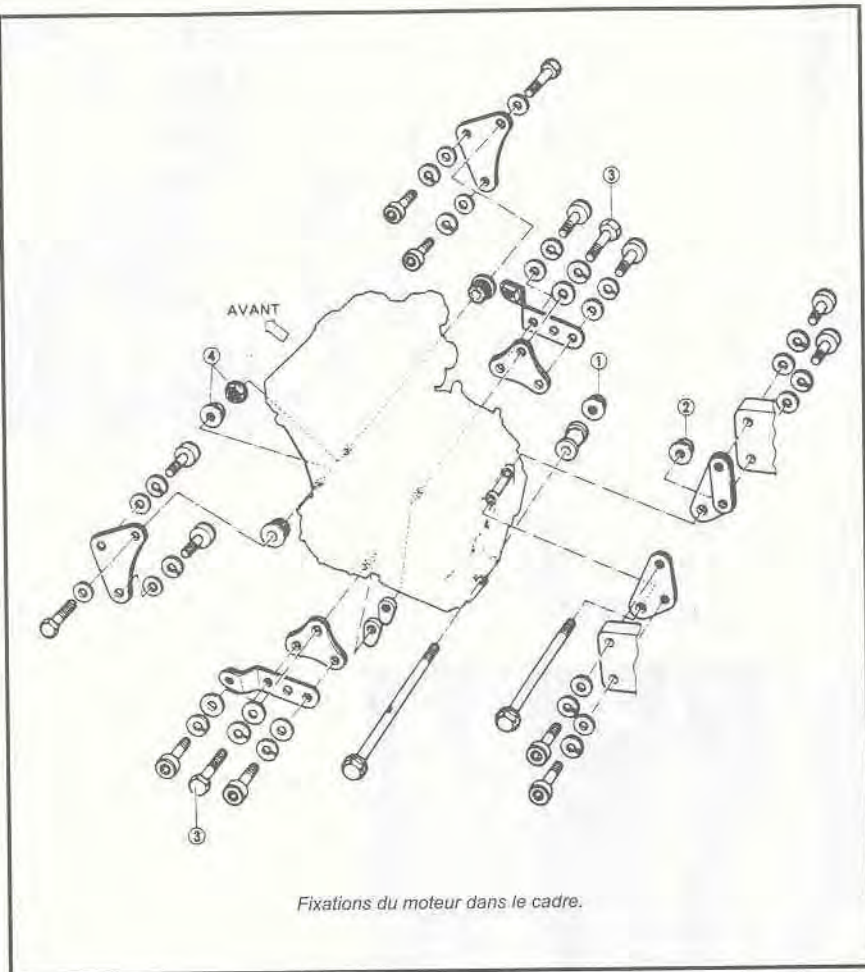 ③
AVANT
④
①
②
③
Fixations du moteur dans le cadre.